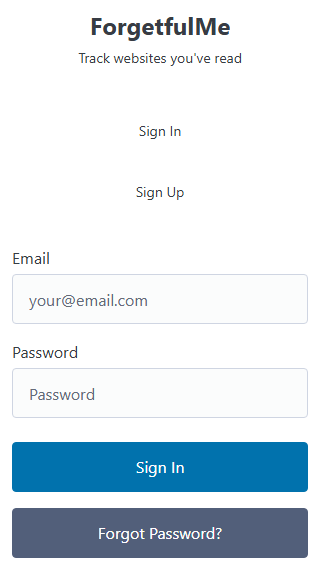 ForgetfulMe
Track websites you've read
Sign In
Sign Up
Email
your@email.com
Password
Password
Sign In
Forgot Password?